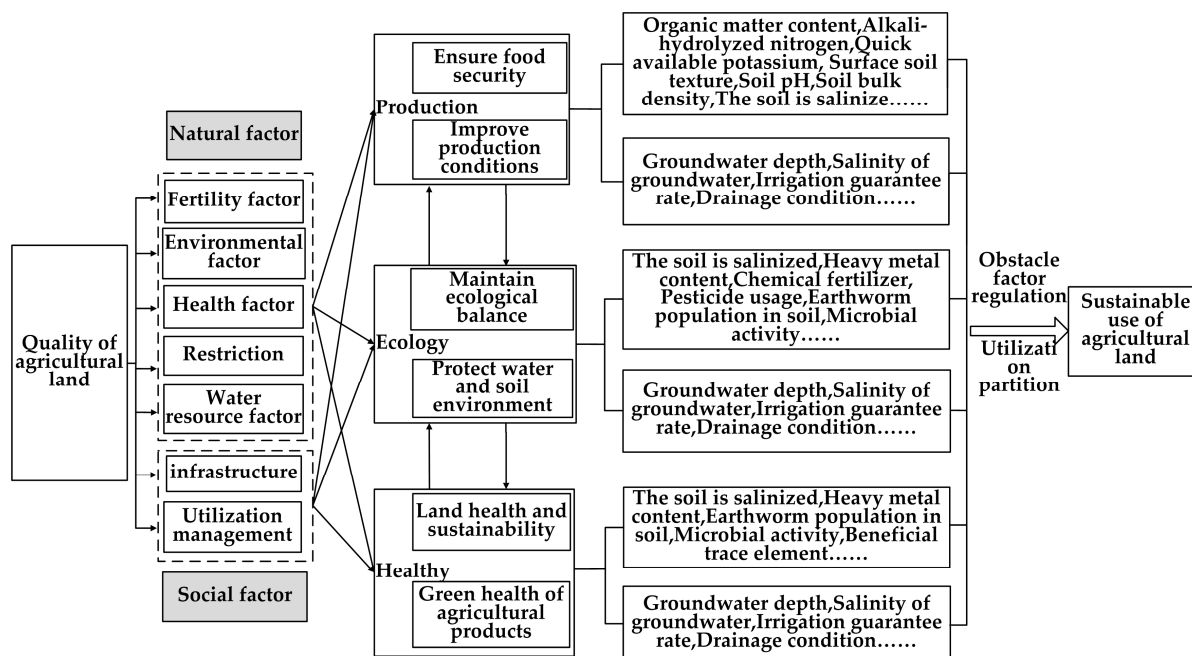 Quality of
agricultural
land
Natural factor
Fertility factor
Environmental
factor
Health factor
Restriction
Water
resource factor
infrastructure
Utilization
management
Social factor
Production
Ensure food
security
Improve
production
conditions
Ecology
Maintain
ecological
balance
Protect water
and soil
environment
Healthy
Land health and
sustainability
Green health of
agricultural
products
Organic matter content,Alkali-
hydrolyzed nitrogen,Quick
available potassium, Surface soil
texture,Soil pH,Soil bulk
density,The soil is salinize……
Groundwater depth,Salinity of
groundwater,Irrigation guarantee
rate,Drainage condition……
The soil is salinized,Heavy metal
content,Chemical fertilizer,
Pesticide usage,Earthworm
population in soil,Microbial
activity……
Groundwater depth,Salinity of
groundwater,Irrigation guarantee
rate,Drainage condition……
The soil is salinized,Heavy metal
content,Earthworm population in
soil,Microbial activity,Beneficial
trace element……
Groundwater depth,Salinity of
groundwater,Irrigation guarantee
rate,Drainage condition……
Obstacle
factor
regulation
Utilizati
on
partition
Sustainable
use of
agricultural
land